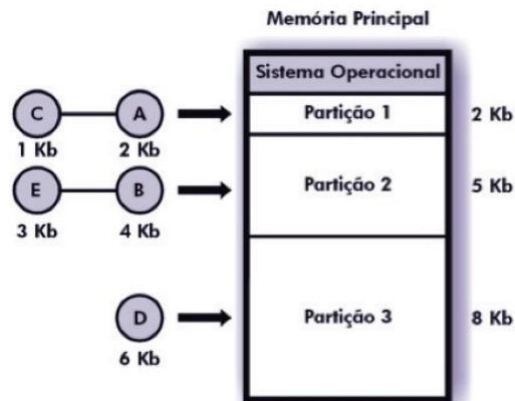 Memória Principal
Sistema Operacional
C A Partição 1 2 Kb
1 Kb 2 Kb
E B Partição 2 5 Kb
3 Kb 4 Kb
D Partição 3 8 Kb
6 Kb